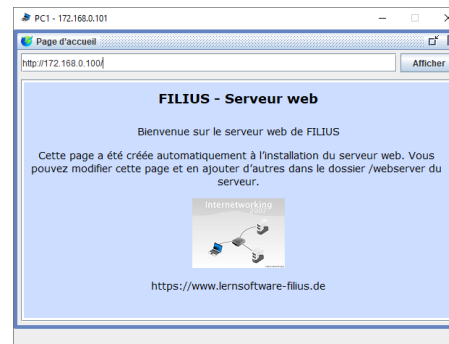 PC1 - 172.168.0.101
Page d'accueil
http://172.168.0.100/
Afficher
FILIUS - Serveur web
Bienvenue sur le serveur web de FILIUS
Cette page a été créée automatiquement à l'installation du serveur web. Vous
pouvez modifier cette page et en ajouter d'autres dans le dossier /webserver du
serveur.
Internetworking
https://www.lernsoftware-filius.de